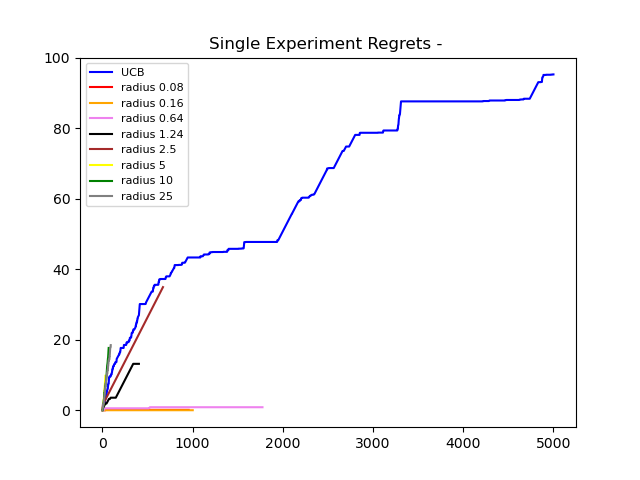 Single Experiment Regrets -
100
80
60
40
20
0
UCB
radius 0.08
radius 0.16
radius 0.64
radius 1.24
radius 2.5
radius 5
radius 10
radius 25
0 1000 2000 3000 4000 5000